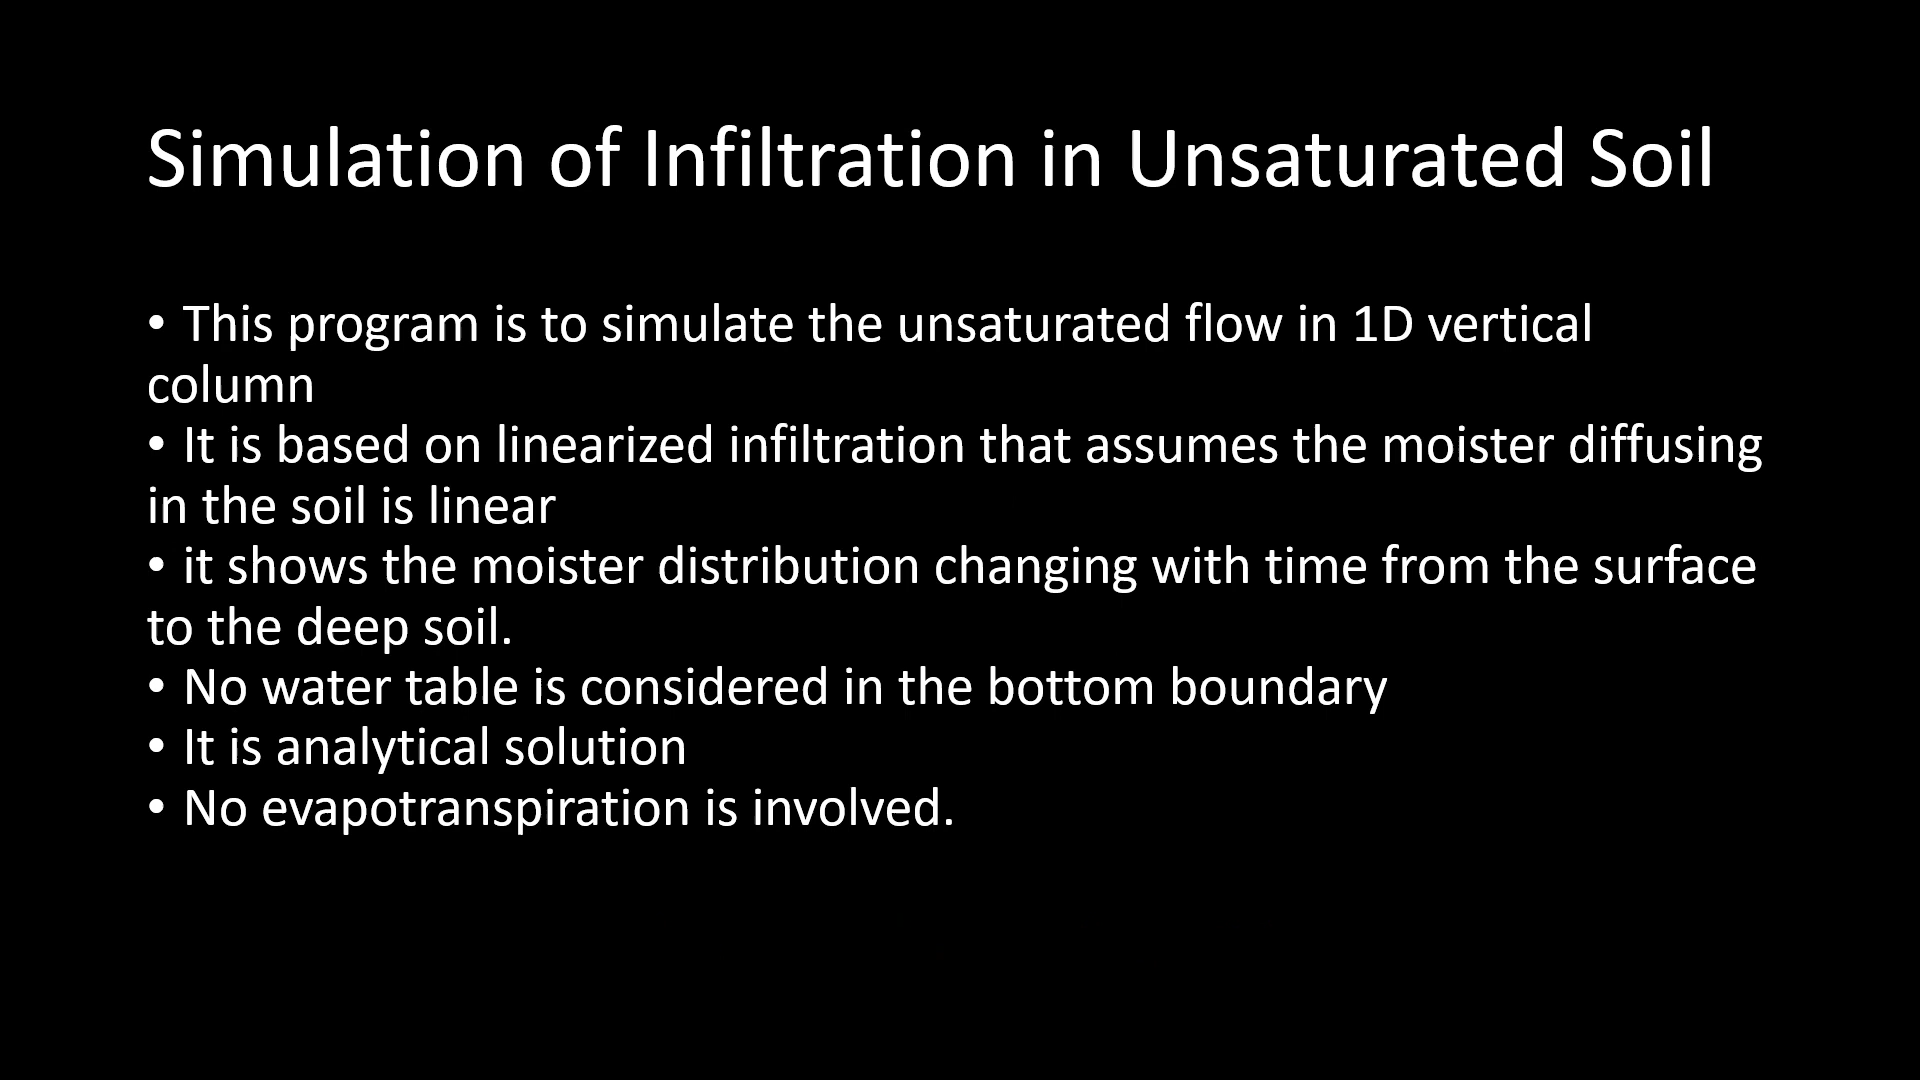 Simulation of Infiltration in Unsaturated Soil
• This program is to simulate the unsaturated flow in 1D vertical
column
• It is based on linearized infiltration that assumes the moister diffusing
in the soil is linear
• it shows the moister distribution changing with time from the surface
to the deep soil.
• No water table is considered in the bottom boundary
• It is analytical solution
• No evapotranspiration is involved.